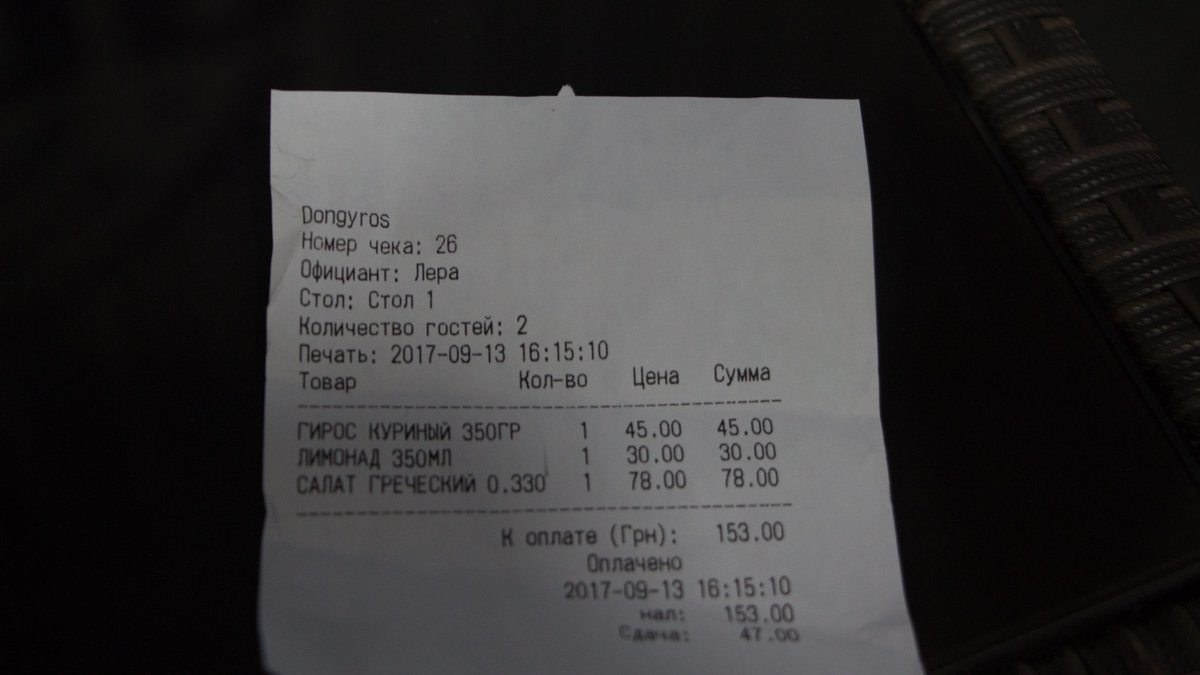 Dongyros
Номер чека: 26
Официант: Лера
Стол: Стол 1
Количество гостей: 2
Печать: 2017-09-13 16:15:10
Товар Кол-во Цена Сумма
ГИРОС КУРИНЫЙ 350ГР 1 45.00 45.00
ЛИМОНАД 350МЛ 1 30.00 30.00
САЛАТ ГРЕЧЕСКИЙ 0.330 1 78.00 78.00
К оплате (Грн): 153.00
Оплачено
2017-09-13 16:15:10
нал: 153.00
Сдача: 47.00